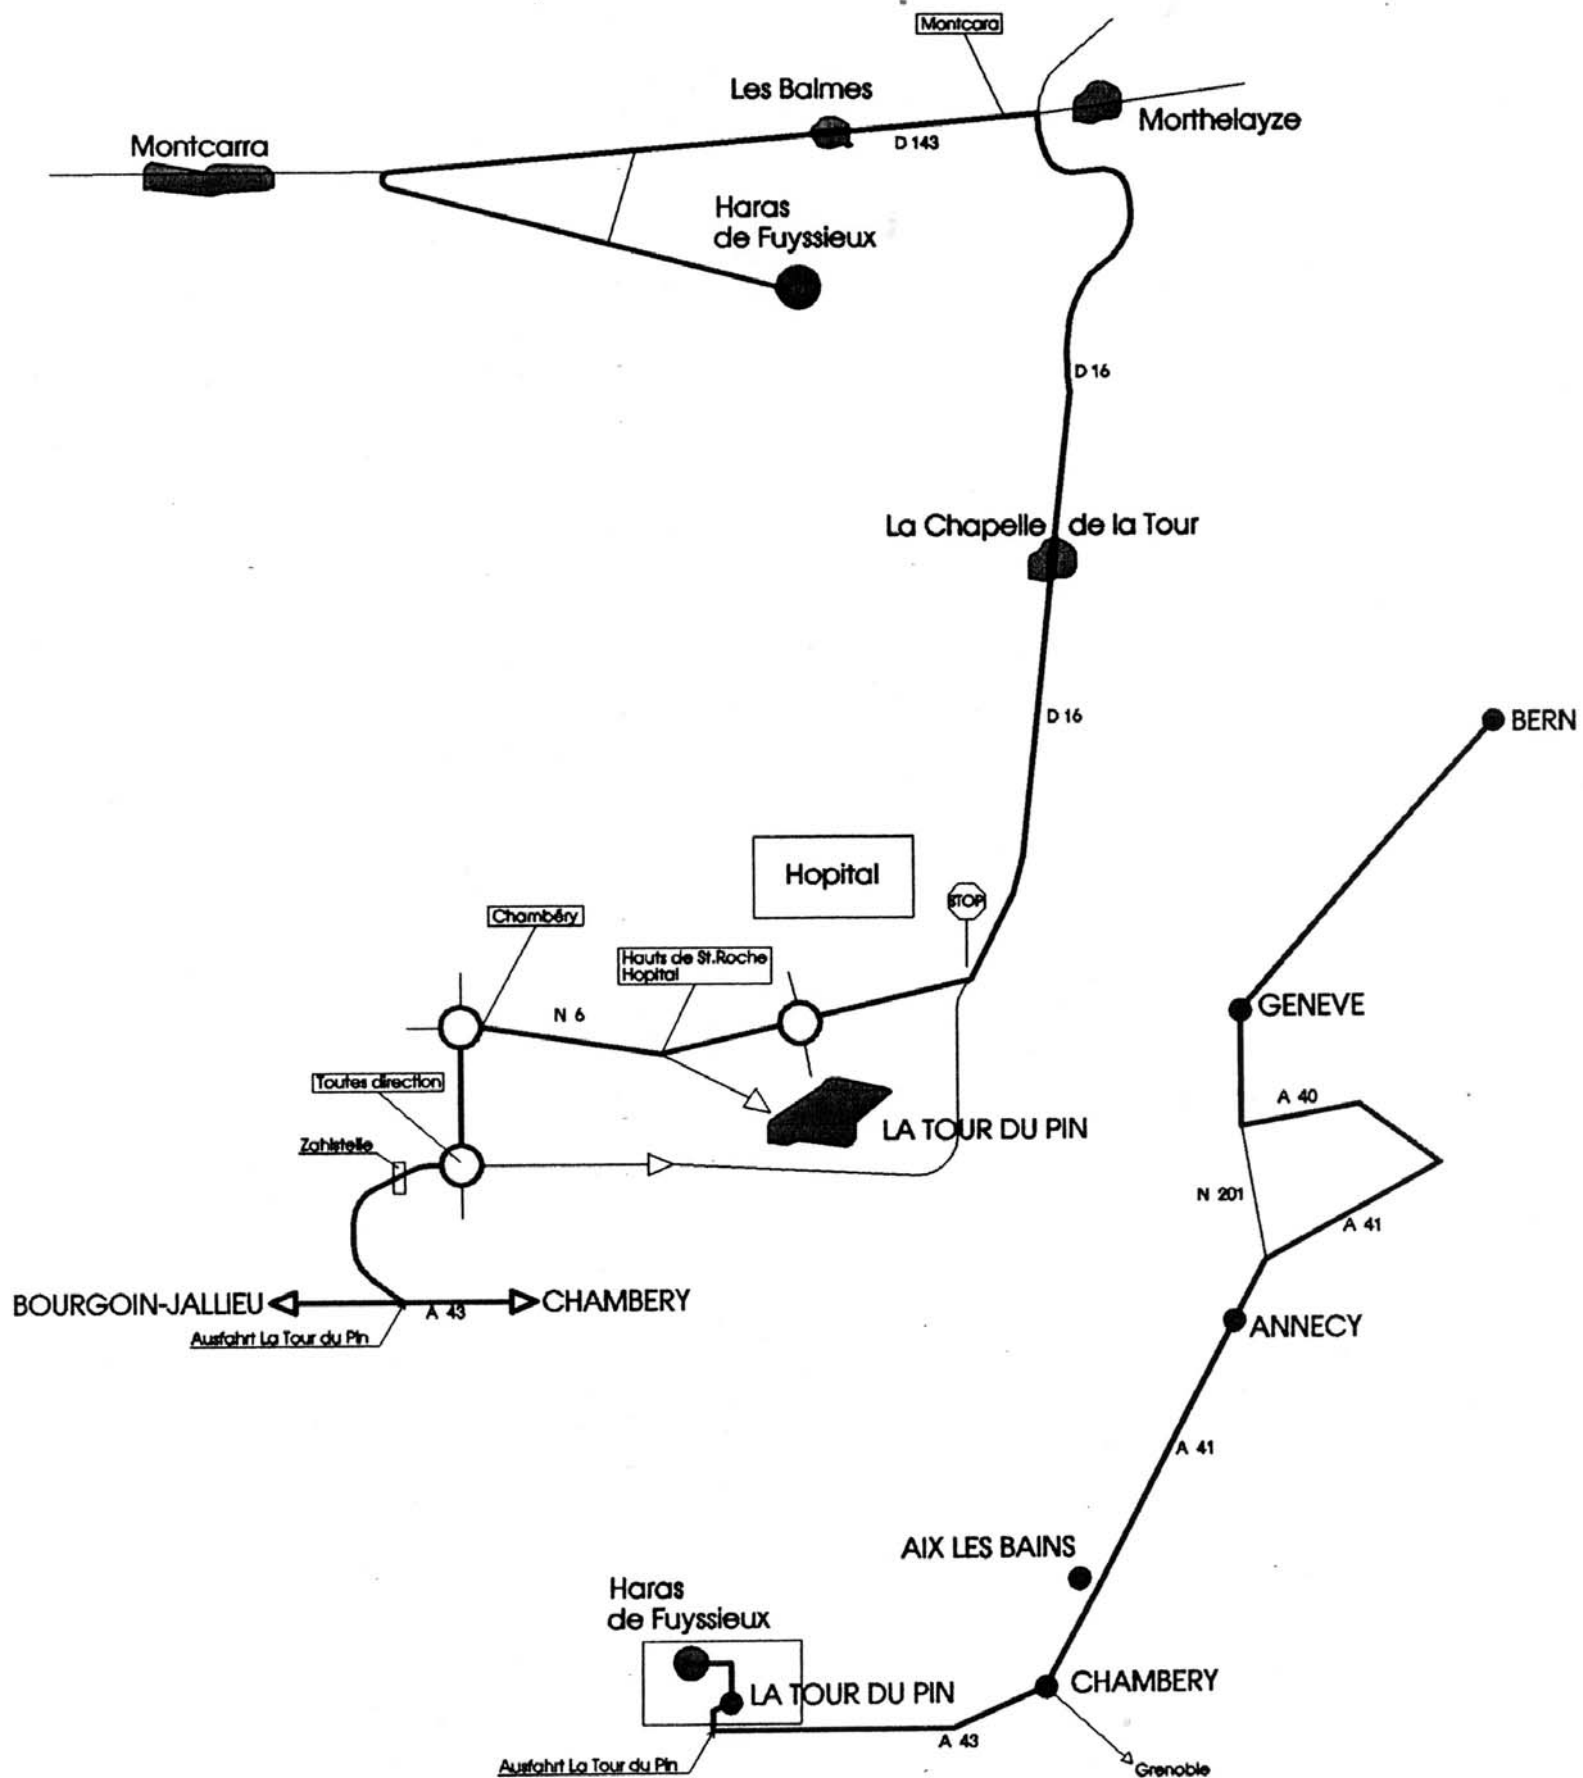 Montcara
Les Balmes
Morthelayze
Montcarra
D 143
Haras
de Fuyssieux
D 16
La Chapelle de la Tour
D 16
BERN
Hopital
STOP
Chambéry
Hauts de St.Roche
Hopital
N 6
GENEVE
Toutes direction
A 40
LA TOUR DU PIN
Zahlstelle
N 201
A 41
BOURGOIN-JALLIEU
CHAMBERY
A 43
Ausfahrt La Tour du Pin
ANNECY
A 41
AIX LES BAINS
Haras
de Fuyssieux
LA TOUR DU PIN
CHAMBERY
A 43
Ausfahrt La Tour du Pin
Grenoble